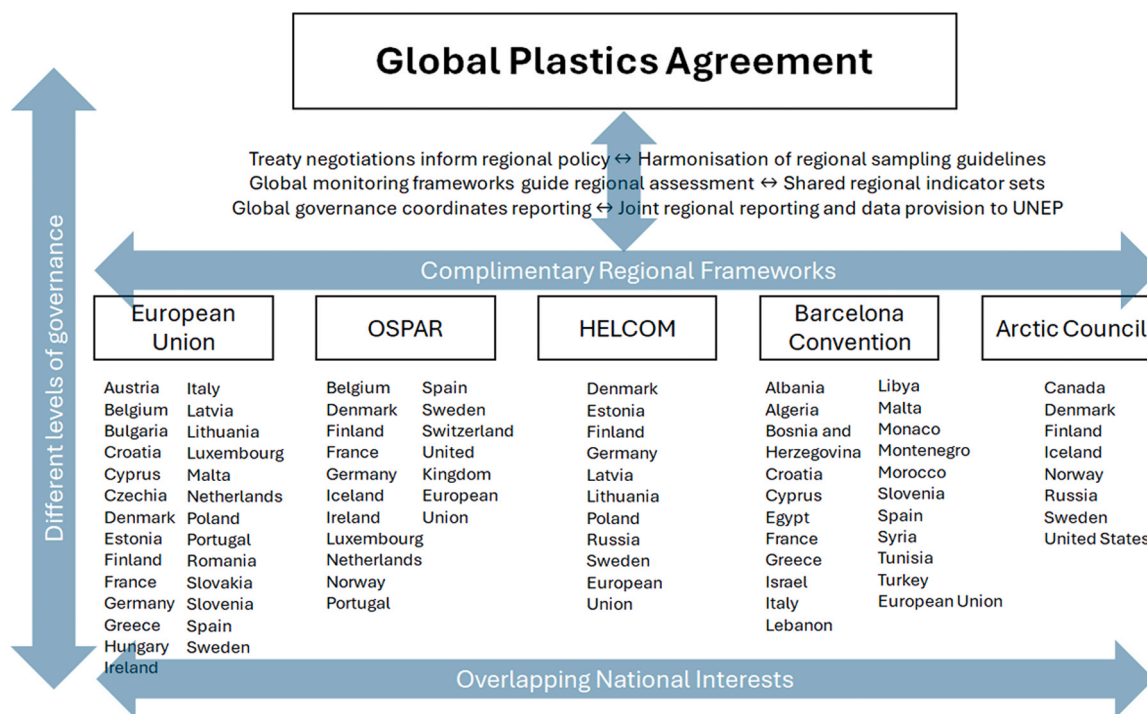 Global Plastics Agreement
Treaty negotiations inform regional policy ↔ Harmonisation of regional sampling guidelines
Global monitoring frameworks guide regional assessment ↔ Shared regional indicator sets
Global governance coordinates reporting ↔ Joint regional reporting and data provision to UNEP
Different levels of governance
Complimentary Regional Frameworks
European
Union
Austria
Belgium
Bulgaria
Croatia
Cyprus
Czechia
Denmark
Estonia
Finland
France
Germany
Greece
Hungary
Ireland
Italy
Latvia
Lithuania
Luxembourg
Malta
Netherlands
Poland
Portugal
Romania
Slovakia
Slovenia
Spain
Sweden
OSPAR
Belgium
Denmark
Finland
France
Germany
Iceland
Ireland
Luxembourg
Netherlands
Norway
Portugal
Spain
Sweden
Switzerland
United
Kingdom
European
Union
HELCOM
Denmark
Estonia
Finland
Germany
Latvia
Lithuania
Poland
Russia
Sweden
European
Union
Barcelona
Convention
Albania
Algeria
Bosnia and
Herzegovina
Croatia
Cyprus
Egypt
France
Greece
Israel
Italy
Lebanon
Libya
Malta
Monaco
Montenegro
Morocco
Slovenia
Spain
Syria
Tunisia
Turkey
European Union
Arctic Council
Canada
Denmark
Finland
Iceland
Norway
Russia
Sweden
United States
Overlapping National Interests